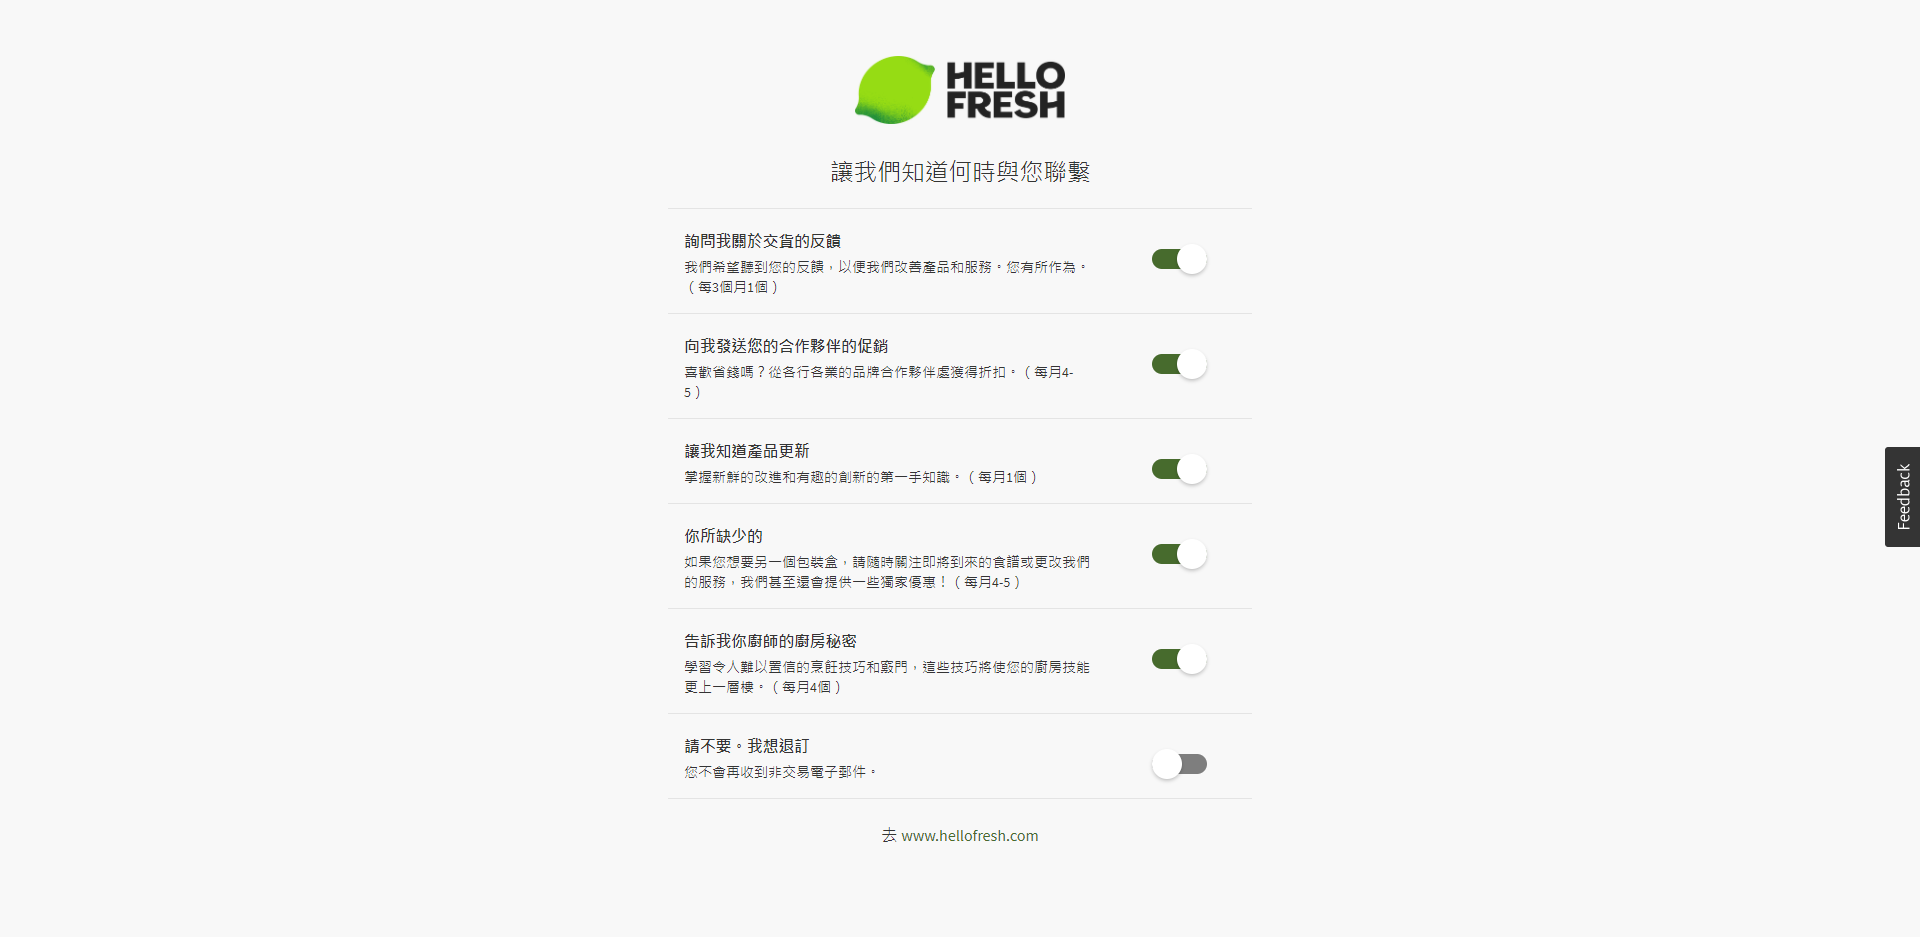 HELLO
FRESH
讓我們知道何時與您聯繫
詢問我關於交貨的反饋
我們希望聽到您的反饋，以便我們改善產品和服務。您有所作為。
（每3個月1個）
向我發送您的合作夥伴的促銷
喜歡省錢嗎？從各行各業的品牌合作夥伴處獲得折扣。（每月4-
5）
讓我知道產品更新
掌握新鮮的改進和有趣的創新的第一手知識。（每月1個）
你所缺少的
如果您想要另一個包裝盒，請隨時關注即將到來的食譜或更改我們
的服務，我們甚至還會提供一些獨家優惠！（每月4-5）
告訴我你廚師的廚房秘密
學習令人難以置信的烹飪技巧和竅門，這些技巧將使您的廚房技能
更上一層樓。（每月4個）
請不要。我想退訂
您不會再收到非交易電子郵件。
去 www.hellofresh.com
Feedback